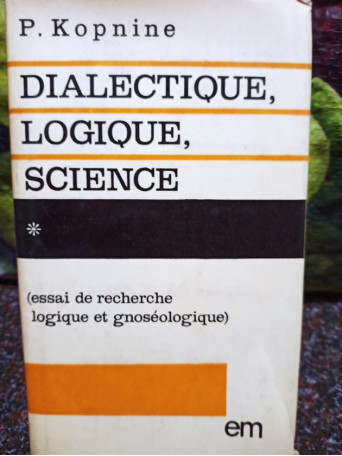 P. Kopnine
DIALECTIQUE,
LOGIQUE,
SCIENCE
*
(essai de recherche
logique et gnoséologique)
em